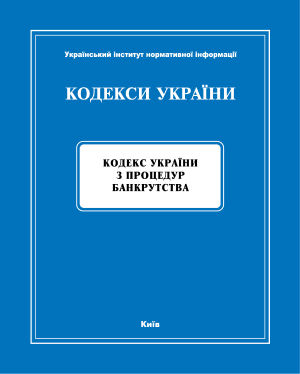 Український інститут нормативної інформації
КОДЕКСИ УКРАЇНИ
КОДЕКС УКРАЇНИ
З ПРОЦЕДУР
БАНКРУТСТВА
Київ